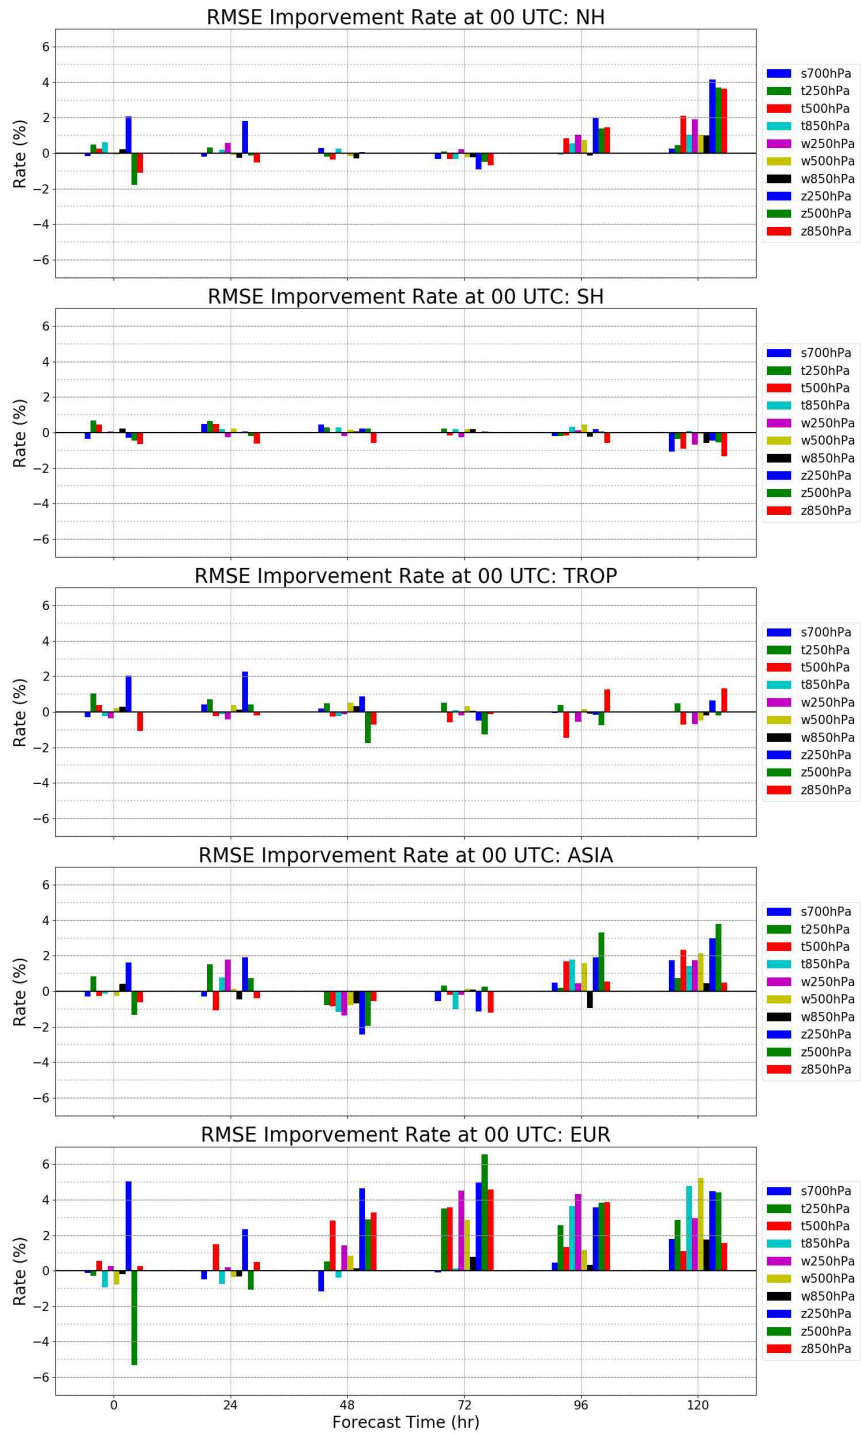 RMSE Imporvement Rate at 00 UTC: NH
6
4
2
0
−2
−4
−6
Rate (%)
s700hPa
t250hPa
t500hPa
t850hPa
w250hPa
w500hPa
w850hPa
z250hPa
z500hPa
z850hPa
RMSE Imporvement Rate at 00 UTC: SH
6
4
2
0
−2
−4
−6
Rate (%)
s700hPa
t250hPa
t500hPa
t850hPa
w250hPa
w500hPa
w850hPa
z250hPa
z500hPa
z850hPa
RMSE Imporvement Rate at 00 UTC: TROP
6
4
2
0
−2
−4
−6
Rate (%)
s700hPa
t250hPa
t500hPa
t850hPa
w250hPa
w500hPa
w850hPa
z250hPa
z500hPa
z850hPa
RMSE Imporvement Rate at 00 UTC: ASIA
6
4
2
0
−2
−4
−6
Rate (%)
s700hPa
t250hPa
t500hPa
t850hPa
w250hPa
w500hPa
w850hPa
z250hPa
z500hPa
z850hPa
RMSE Imporvement Rate at 00 UTC: EUR
6
4
2
0
−2
−4
−6
Rate (%)
s700hPa
t250hPa
t500hPa
t850hPa
w250hPa
w500hPa
w850hPa
z250hPa
z500hPa
z850hPa
0 24 48 72 96 120
Forecast Time (hr)